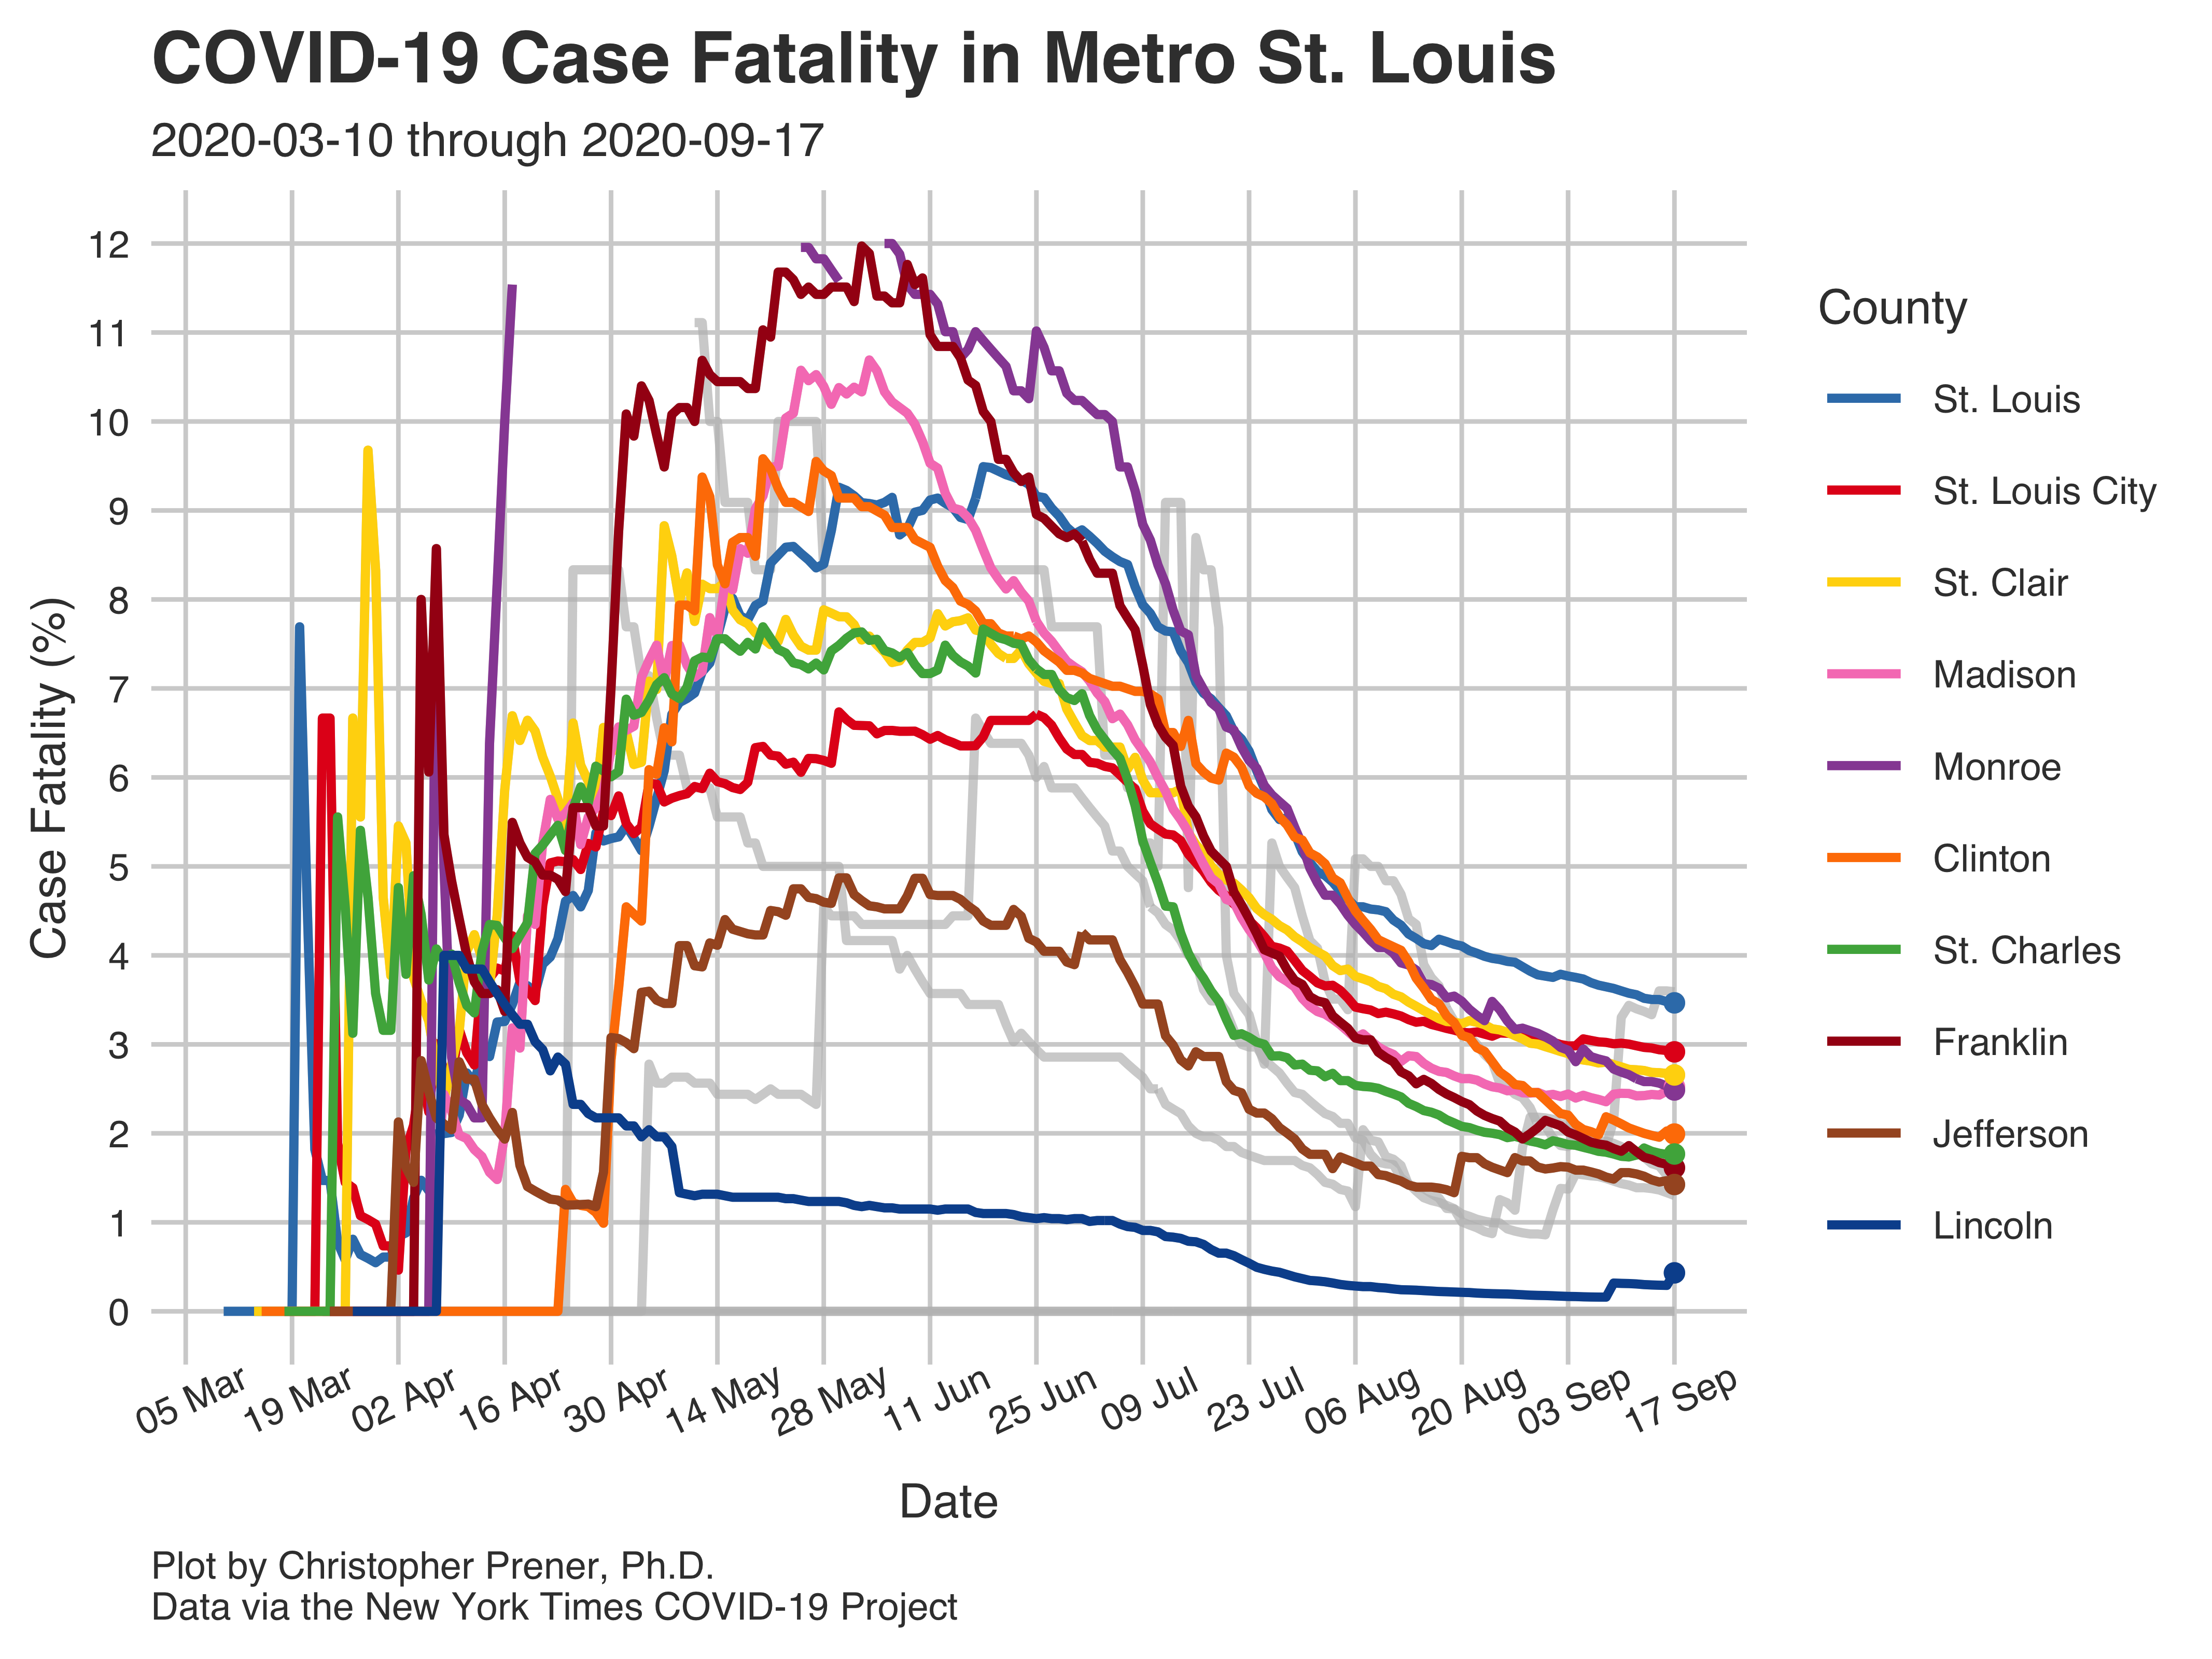 COVID-19 Case Fatality in Metro St. Louis
2020-03-10 through 2020-09-17
Case Fatality (%)
12
11
10
9
8
7
6
5
4
3
2
1
0
05 Mar
19 Mar
02 Apr
16 Apr
30 Apr
14 May
28 May
11 Jun
25 Jun
09 Jul
23 Jul
06 Aug
20 Aug
03 Sep
17 Sep
Date
County
St. Louis
St. Louis City
St. Clair
Madison
Monroe
Clinton
St. Charles
Franklin
Jefferson
Lincoln
Plot by Christopher Prener, Ph.D.
Data via the New York Times COVID-19 Project